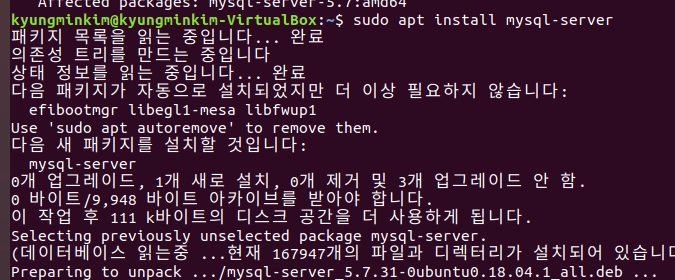 Affected packages: mysql-server-5.7:amd64
kyungminkim@kyungminkim-VirtualBox:~$ sudo apt install mysql-server
패키지 목록을 읽는 중입니다... 완료
의존성 트리를 만드는 중입니다
상태 정보를 읽는 중입니다... 완료
다음 패키지가 자동으로 설치되었지만 더 이상 필요하지 않습니다:
efibootmgr libegl1-mesa libfwup1
Use 'sudo apt autoremove' to remove them.
다음 새 패키지를 설치할 것입니다:
mysql-server
0개 업그레이드, 1개 새로 설치, 0개 제거 및 3개 업그레이드 안 함.
0 바이트/9,948 바이트 아카이브를 받아야 합니다.
이 작업 후 111 k바이트의 디스크 공간을 더 사용하게 됩니다.
Selecting previously unselected package mysql-server.
(데이터베이스 읽는중 ...현재 167947개의 파일과 디렉터리가 설치되어 있습니다
Preparing to unpack .../mysql-server_5.7.31-0ubuntu0.18.04.1_all.deb ...